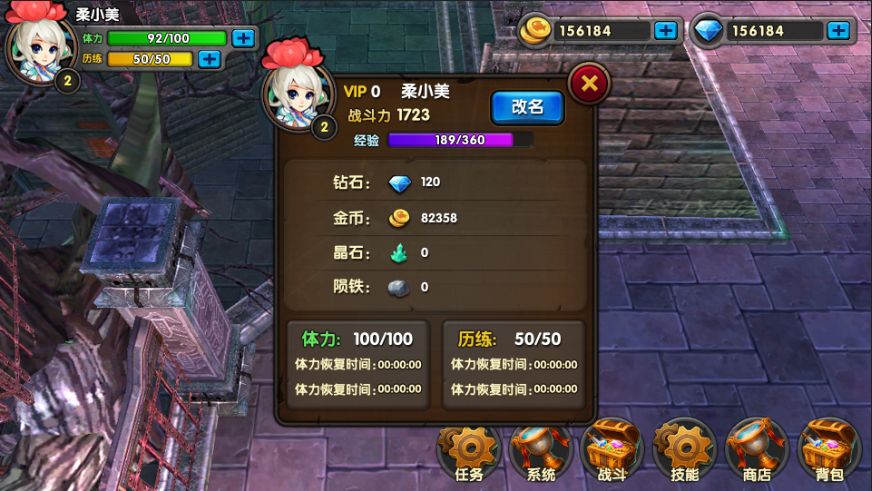 柔小美
体力 92/100
历练 50/50
2
156184
156184
VIP 0 柔小美
战斗力 1723
改名
2
经验 189/360
钻石： 120
金币： 82358
晶石： 0
陨铁： 0
体力: 100/100
体力恢复时间:00:00:00
体力恢复时间:00:00:00
历练: 50/50
体力恢复时间:00:00:00
体力恢复时间:00:00:00
任务
系统
战斗
技能
商店
背包